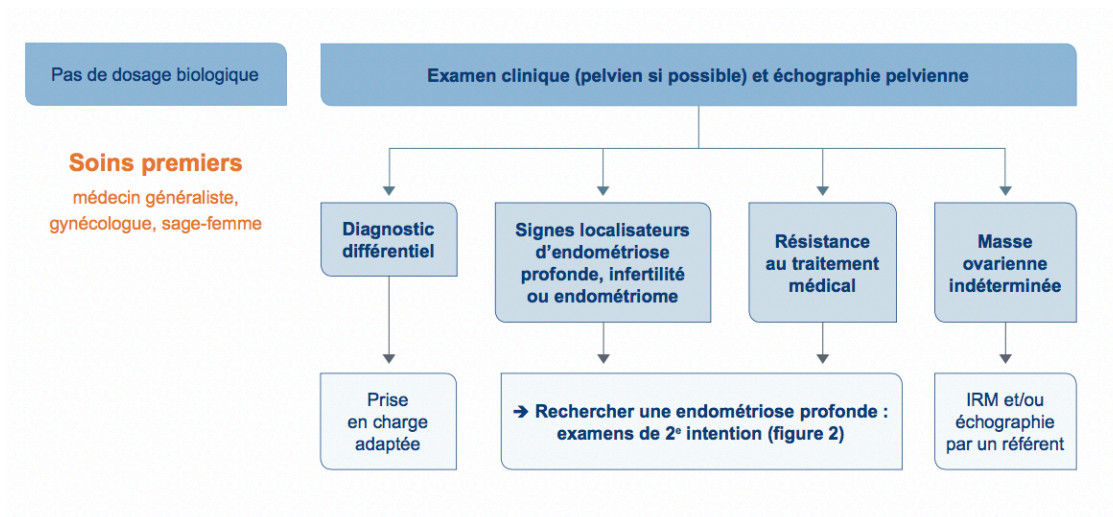 Pas de dosage biologique
Examen clinique (pelvien si possible) et échographie pelvienne
Soins premiers
médecin généraliste,
gynécologue, sage-femme
Diagnostic
différentiel
Signes localisateurs
d’endométriose
profonde, infertilité
ou endométriome
Résistance
au traitement
médical
Masse
ovarienne
indéterminée
Prise
en charge
adaptée
➔ Rechercher une endométriose profonde :
examens de 2e intention (figure 2)
IRM et/ou
échographie
par un référent